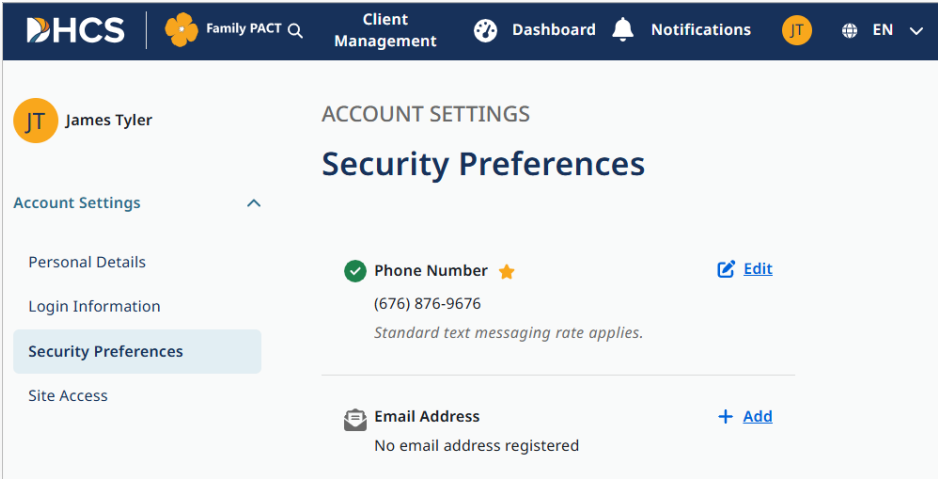 DHCS
Family PACT
Client
Management
Dashboard
Notifications
JT
EN
JT
James Tyler
Account Settings
Personal Details
Login Information
Security Preferences
Site Access
ACCOUNT SETTINGS
Security Preferences
Phone Number
Edit
(676) 876-9676
Standard text messaging rate applies.
Email Address
Add
No email address registered